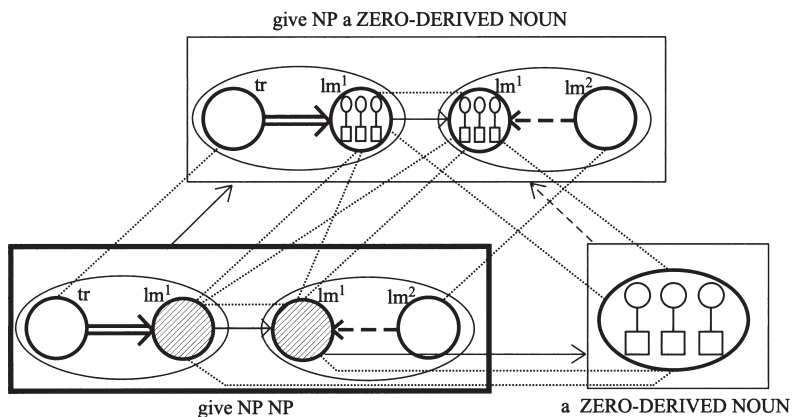 give NP a ZERO-DERIVED NOUN
tr lm¹ lm¹ lm²
tr lm¹ lm¹ lm²
give NP NP
a ZERO-DERIVED NOUN